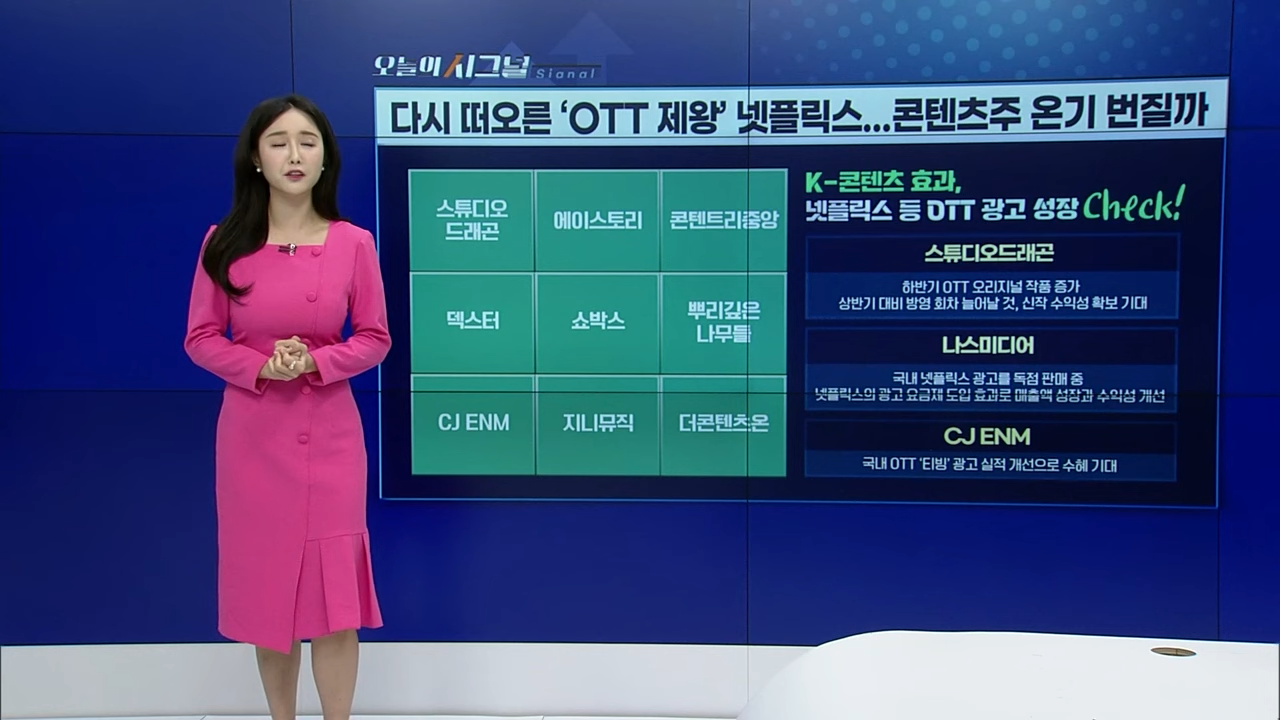 오늘의 시그널
Signal
다시 떠오른 'OTT 제왕' 넷플릭스...콘텐츠주 온기 번질까
스튜디오
드래곤
에이스토리
콘텐트리중앙
덱스터
쇼박스
뿌리깊은
나무들
CJ ENM
지니뮤직
더콘텐츠온
K-콘텐츠 효과,
넷플릭스 등 OTT 광고 성장 Check!
스튜디오드래곤
하반기 OTT 오리지널 작품 증가
상반기 대비 방영 회차 늘어날 것, 신작 수익성 확보 기대
나스미디어
국내 넷플릭스 광고를 독점 판매 중
넷플릭스의 광고 요금재 도입 효과로 매출액 성장과 수익성 개선
CJ ENM
국내 OTT '티빙' 광고 실적 개선으로 수혜 기대